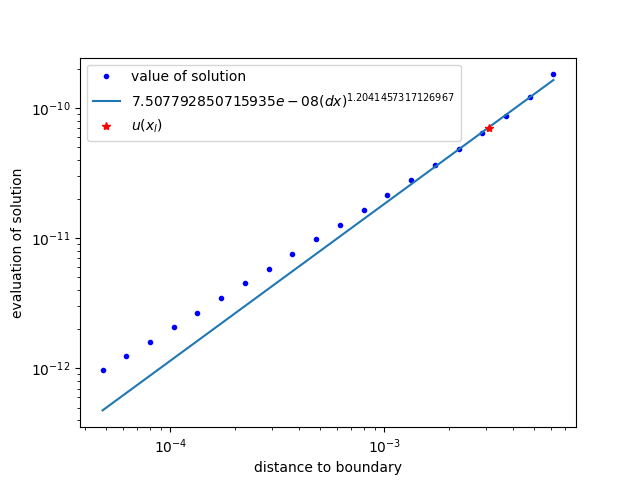 value of solution
7.507792850715935e − 08(dx)^1.2041457317126967
u(x_l)
10^−10
10^−11
10^−12
evaluation of solution
10^−4
10^−3
distance to boundary